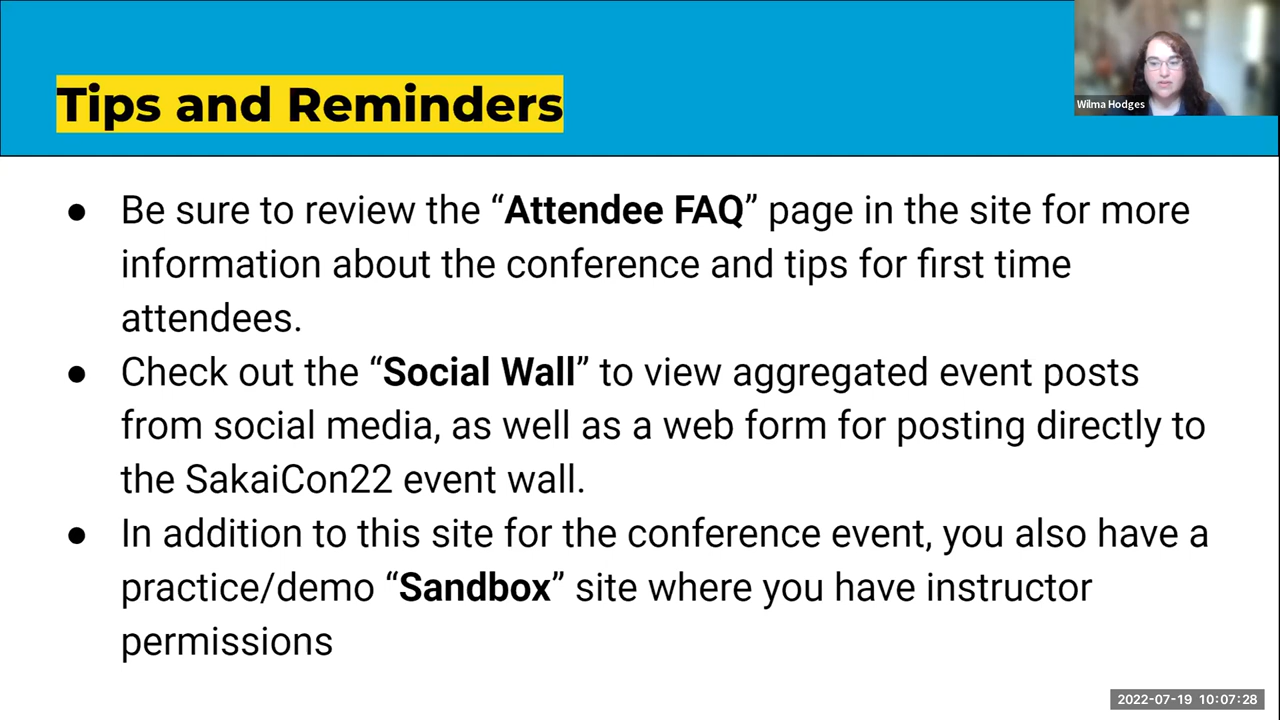 Tips and Reminders
Wilma Hodges
● Be sure to review the “Attendee FAQ” page in the site for more
information about the conference and tips for first time
attendees.
● Check out the “Social Wall” to view aggregated event posts
from social media, as well as a web form for posting directly to
the SakaiCon22 event wall.
● In addition to this site for the conference event, you also have a
practice/demo “Sandbox” site where you have instructor
permissions
2022-07-19 10:07:28